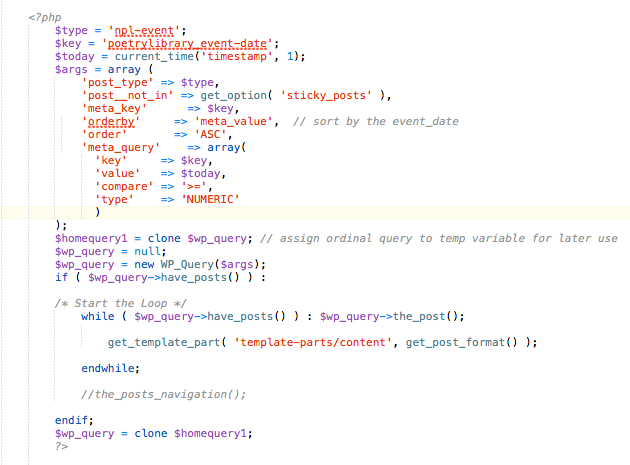 <?php
$type = 'npl-event';
$key = 'poetrylibrary_event-date';
$today = current_time('timestamp', 1);
$args = array (
'post_type' => $type,
'post__not_in' => get_option( 'sticky_posts' ),
'meta_key' => $key,
'orderby' => 'meta_value', // sort by the event_date
'order' => 'ASC',
'meta_query' => array(
'key' => $key,
'value' => $today,
'compare' => '>=',
'type' => 'NUMERIC'
)
);
$homequery1 = clone $wp_query; // assign ordinal query to temp variable for later use
$wp_query = null;
$wp_query = new WP_Query($args);
if ( $wp_query->have_posts() ) :
/* Start the Loop */
while ( $wp_query->have_posts() ) : $wp_query->the_post();
get_template_part( 'template-parts/content', get_post_format() );
endwhile;
//the_posts_navigation();
endif;
$wp_query = clone $homequery1;
?>